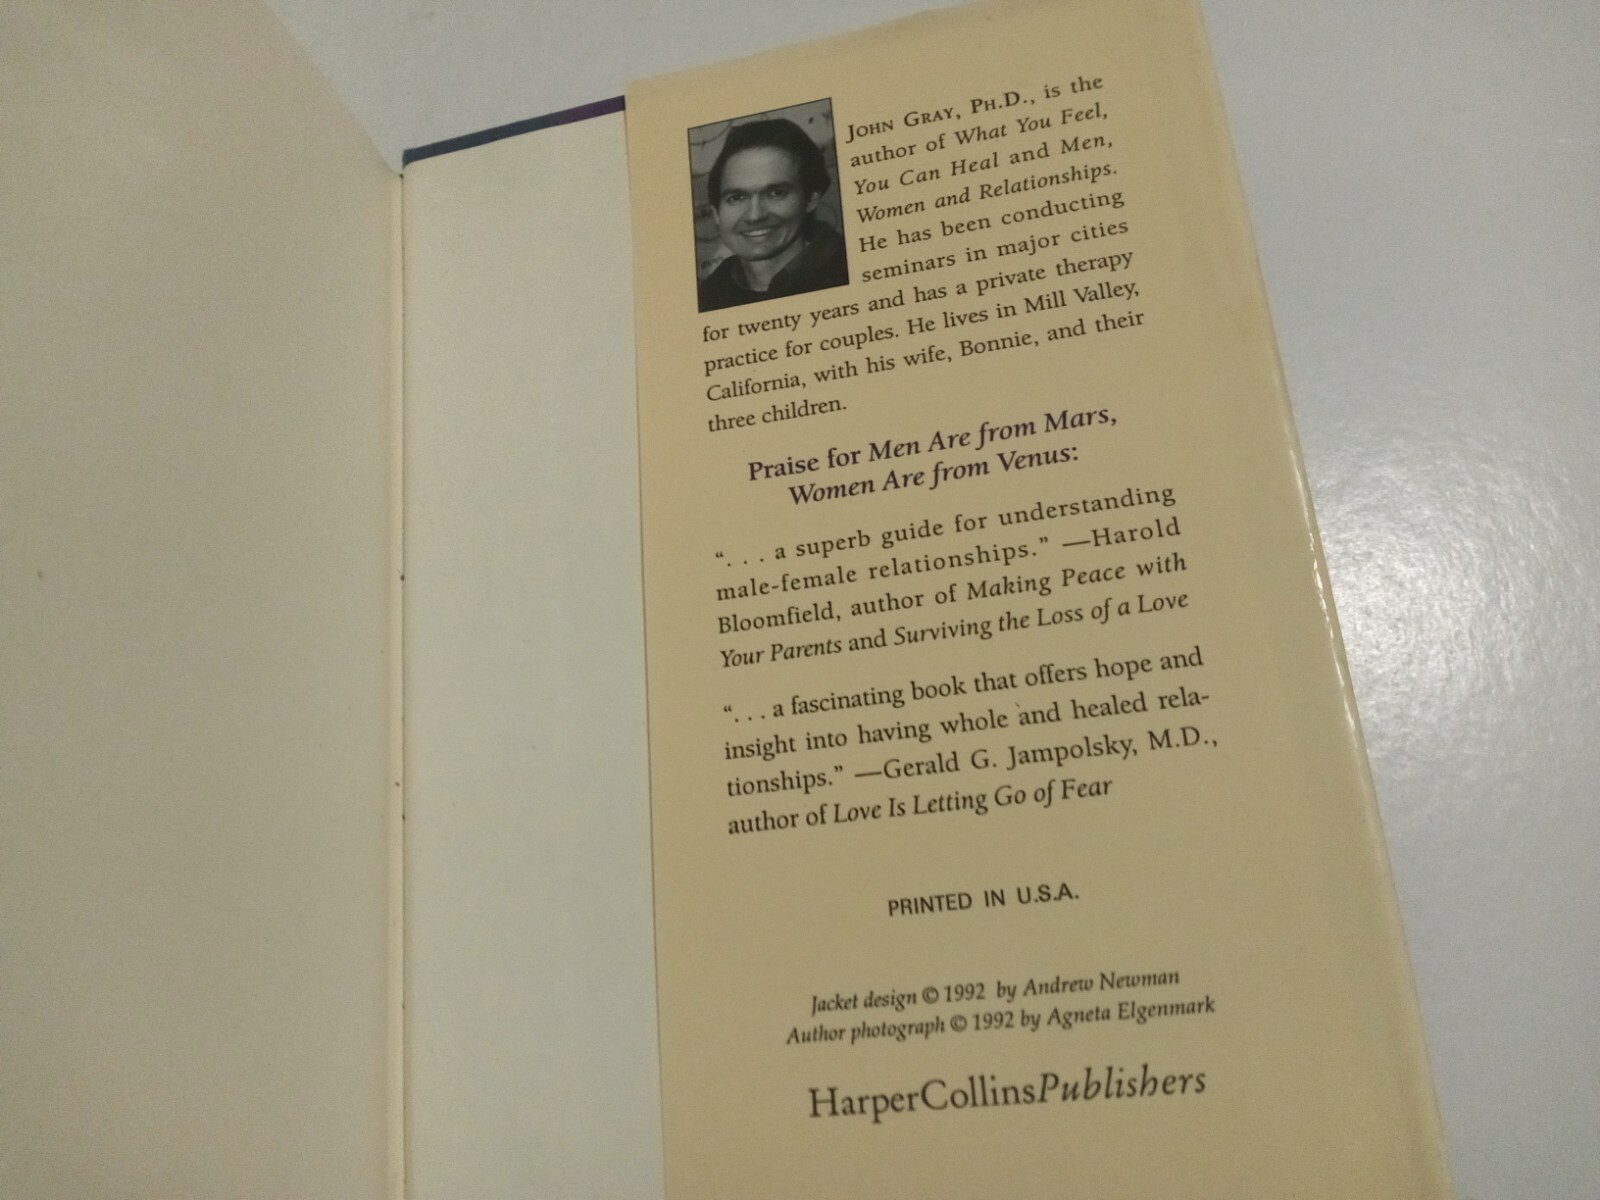 JOHN GRAY, PH.D., is the
author of What You Feel,
You Can Heal and Men,
Women and Relationships.
He has been conducting
seminars in major cities
for twenty years and has a private therapy
practice for couples. He lives in Mill Valley,
California, with his wife, Bonnie, and their
three children.
Praise for Men Are from Mars,
Women Are from Venus:
“. . . a superb guide for understanding
male-female relationships.” —Harold
Bloomfield, author of Making Peace with
Your Parents and Surviving the Loss of a Love
“. . . a fascinating book that offers hope and
insight into having whole and healed rela-
tionships.” —Gerald G. Jampolsky, M.D.,
author of Love Is Letting Go of Fear
PRINTED IN U.S.A.
Jacket design © 1992 by Andrew Newman
Author photograph © 1992 by Agneta Elgenmark
HarperCollinsPublishers